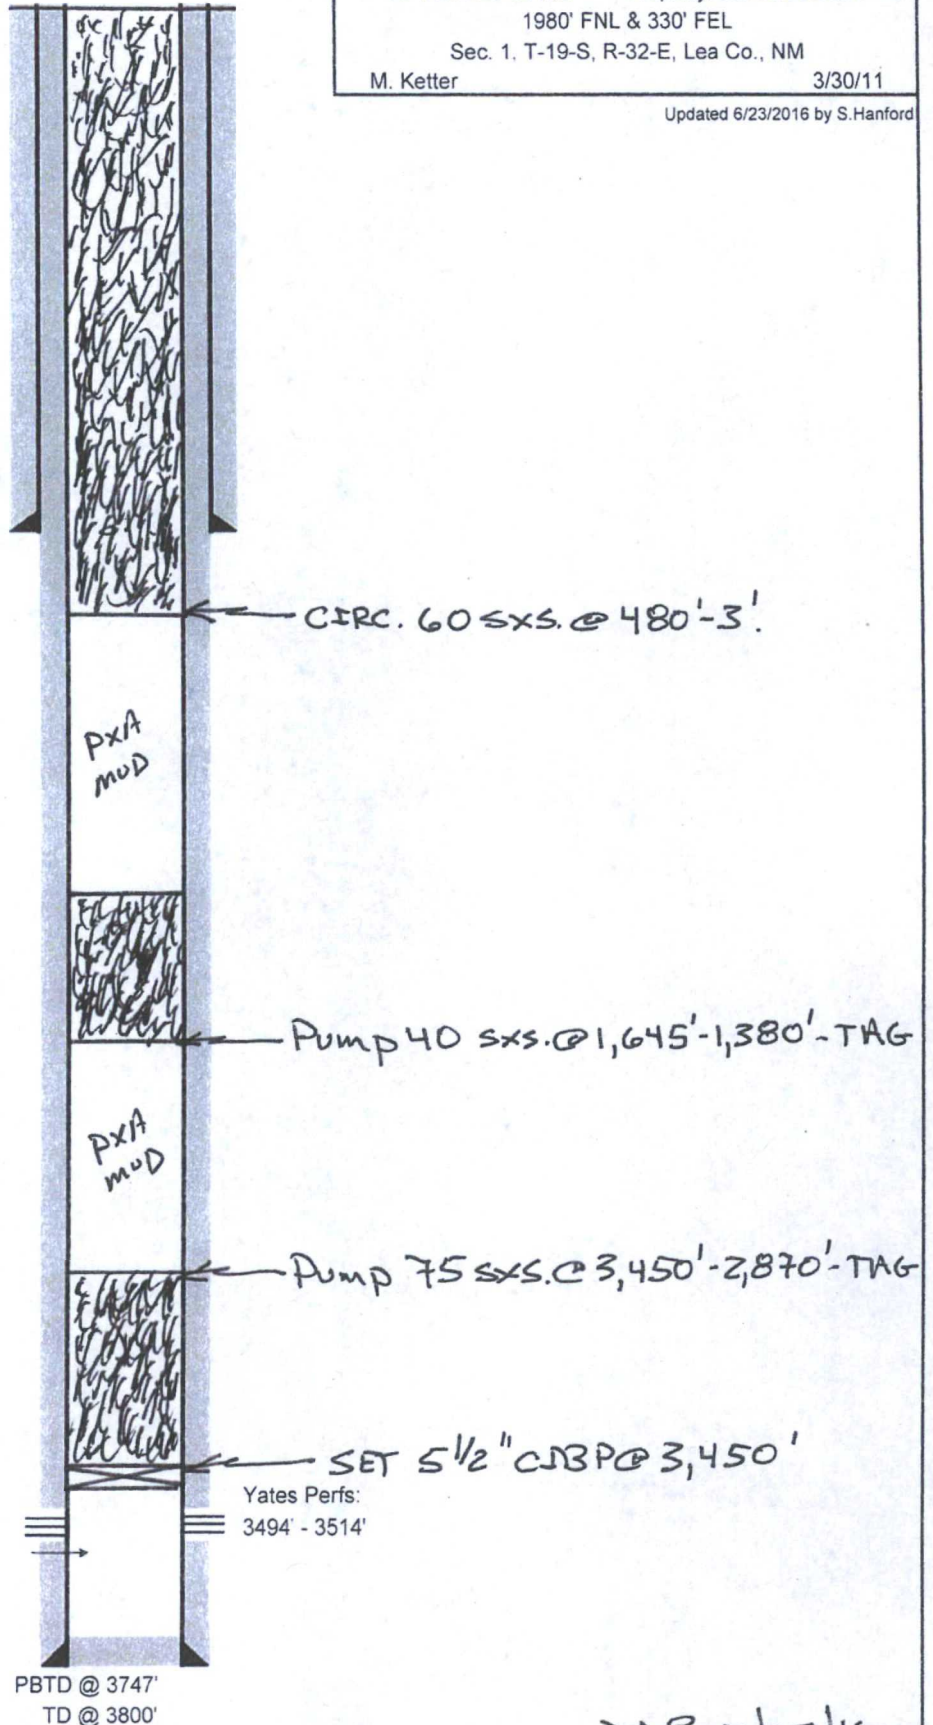 1980' FNL & 330' FEL
Sec. 1, T-19-S, R-32-E, Lea Co., NM
M. Ketter 3/30/11
Updated 6/23/2016 by S.Hanford
CIRC. 60 SXS. @ 480'-3'.
PXA
MUD
Pump 40 SXS. @ 1,645'-1,380'-TAG
PXA
MUD
Pump 75 SXS. @ 3,450'-2,870'-TAG
SET 5 1/2" CIBP @ 3,450'
Yates Perfs:
3494' - 3514'
PBTD @ 3747'
TD @ 3800'